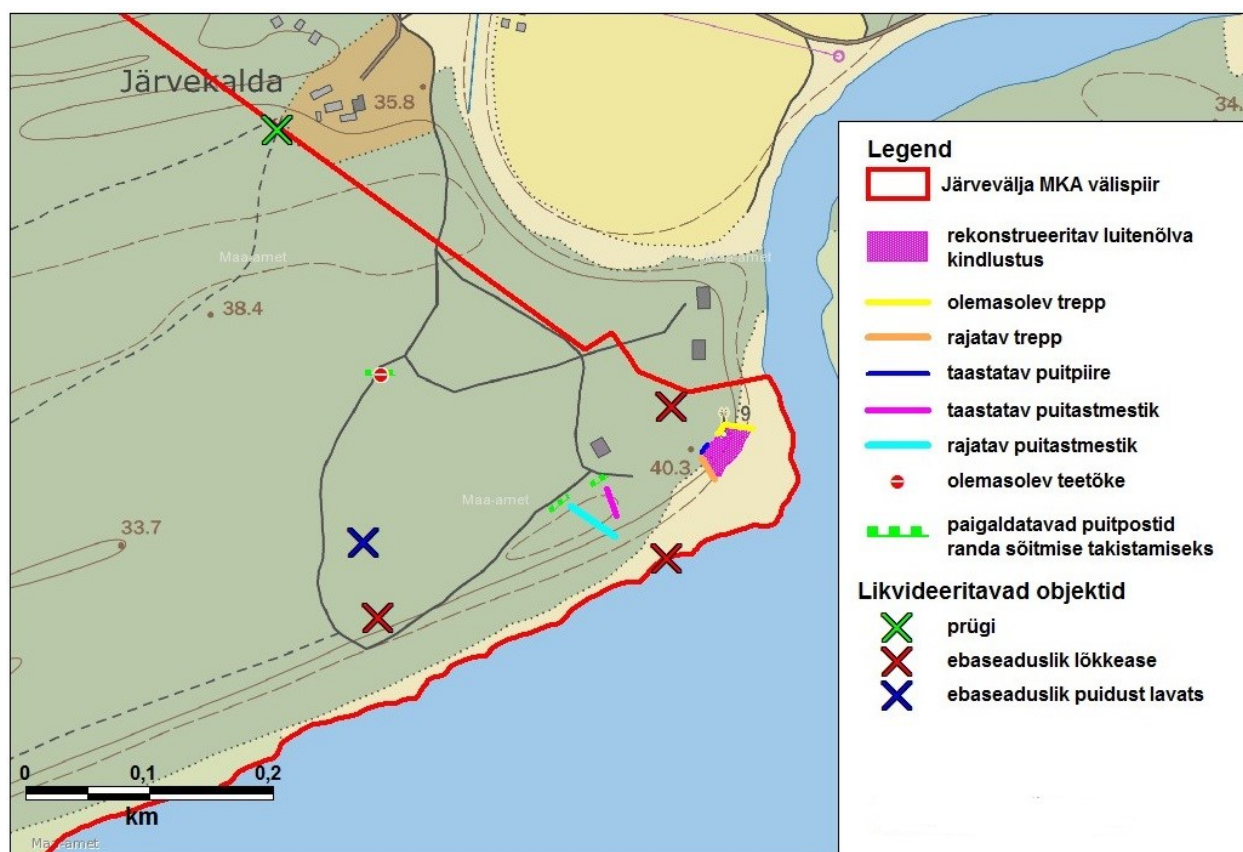 Järvekalda
35.8
34.
Maa-amet
Maa-amet
38.4
9
40.3
Maa-amet
33.7
0 0,1 0,2
km
Maa-amet
Legend
Järvevälja MKA välispiir
rekonstrueeritav luitenõlva
kindlustus
olemasolev trepp
rajatav trepp
taastatav puitpiire
taastatav puitastmestik
rajatav puitastmestik
olemasolev teetõke
paigaldatavad puitpostid
randa sõitmise takistamiseks
Likvideeritavad objektid
prügi
ebaseaduslik lõkkease
ebaseaduslik puidust lavats